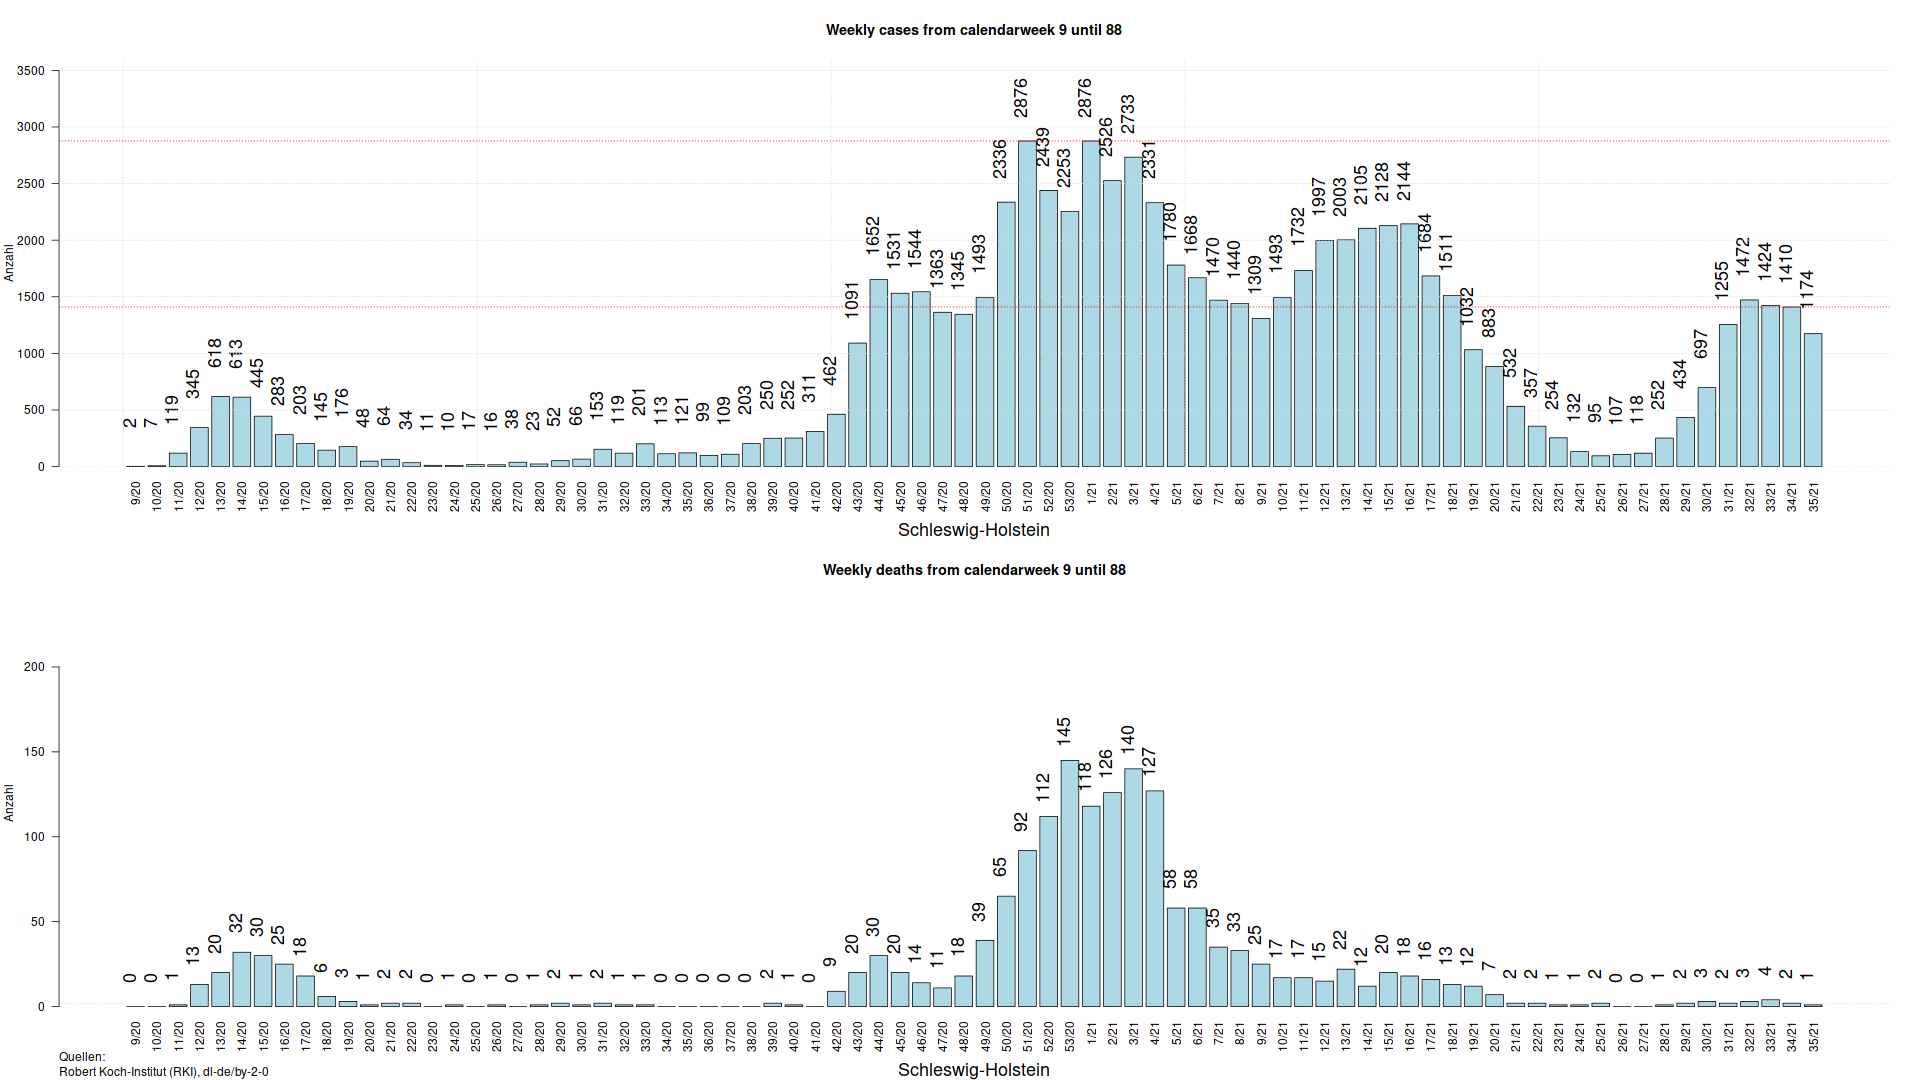 Weekly cases from calendarweek 9 until 88
Anzahl
3500
3000
2500
2000
1500
1000
500
0
2 7 119 345 618 613 445 283 203 145 176 48 64 34 11 10 17 16 38 23 52 66 153 119 201 113 121 99 109 203 250 252 311 462 1091 1652 1531 1544 1363 1345 1493 2336 2876 2439 2253 2876 2526 2733 2331 1780 1668 1470 1440 1309 1493 1732 1997 2003 2105 2128 2144 1684 1511 1032 883 532 357 254 132 95 107 118 252 434 697 1255 1472 1424 1410 1174
9/20 10/20 11/20 12/20 13/20 14/20 15/20 16/20 17/20 18/20 19/20 20/20 21/20 22/20 23/20 24/20 25/20 26/20 27/20 28/20 29/20 30/20 31/20 32/20 33/20 34/20 35/20 36/20 37/20 38/20 39/20 40/20 41/20 42/20 43/20 44/20 45/20 46/20 47/20 48/20 49/20 50/20 51/20 52/20 53/20 1/21 2/21 3/21 4/21 5/21 6/21 7/21 8/21 9/21 10/21 11/21 12/21 13/21 14/21 15/21 16/21 17/21 18/21 19/21 20/21 21/21 22/21 23/21 24/21 25/21 26/21 27/21 28/21 29/21 30/21 31/21 32/21 33/21 34/21 35/21
Schleswig-Holstein
Weekly deaths from calendarweek 9 until 88
Anzahl
200
150
100
50
0
0 0 1 13 20 32 30 25 18 6 3 1 2 2 0 1 0 1 0 1 2 1 2 1 1 0 0 0 0 0 2 1 0 9 20 30 20 14 11 18 39 65 92 112 145 118 126 140 127 58 58 35 33 25 17 17 15 22 12 20 18 16 13 12 7 2 2 1 1 2 0 0 1 2 3 2 3 4 2 1
9/20 10/20 11/20 12/20 13/20 14/20 15/20 16/20 17/20 18/20 19/20 20/20 21/20 22/20 23/20 24/20 25/20 26/20 27/20 28/20 29/20 30/20 31/20 32/20 33/20 34/20 35/20 36/20 37/20 38/20 39/20 40/20 41/20 42/20 43/20 44/20 45/20 46/20 47/20 48/20 49/20 50/20 51/20 52/20 53/20 1/21 2/21 3/21 4/21 5/21 6/21 7/21 8/21 9/21 10/21 11/21 12/21 13/21 14/21 15/21 16/21 17/21 18/21 19/21 20/21 21/21 22/21 23/21 24/21 25/21 26/21 27/21 28/21 29/21 30/21 31/21 32/21 33/21 34/21 35/21
Schleswig-Holstein
Quellen:
Robert Koch-Institut (RKI), dl-de/by-2-0